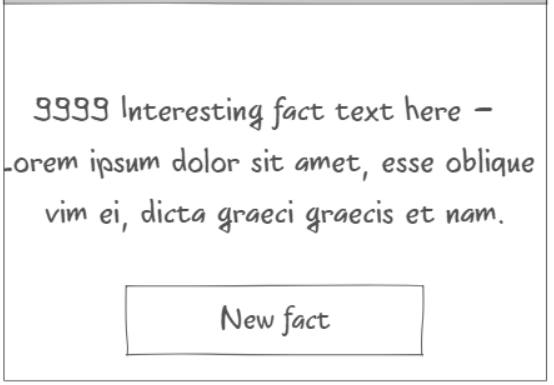 9999 Interesting fact text here –
Lorem ipsum dolor sit amet, esse oblique
vim ei, dicta graeci graecis et nam.
New fact